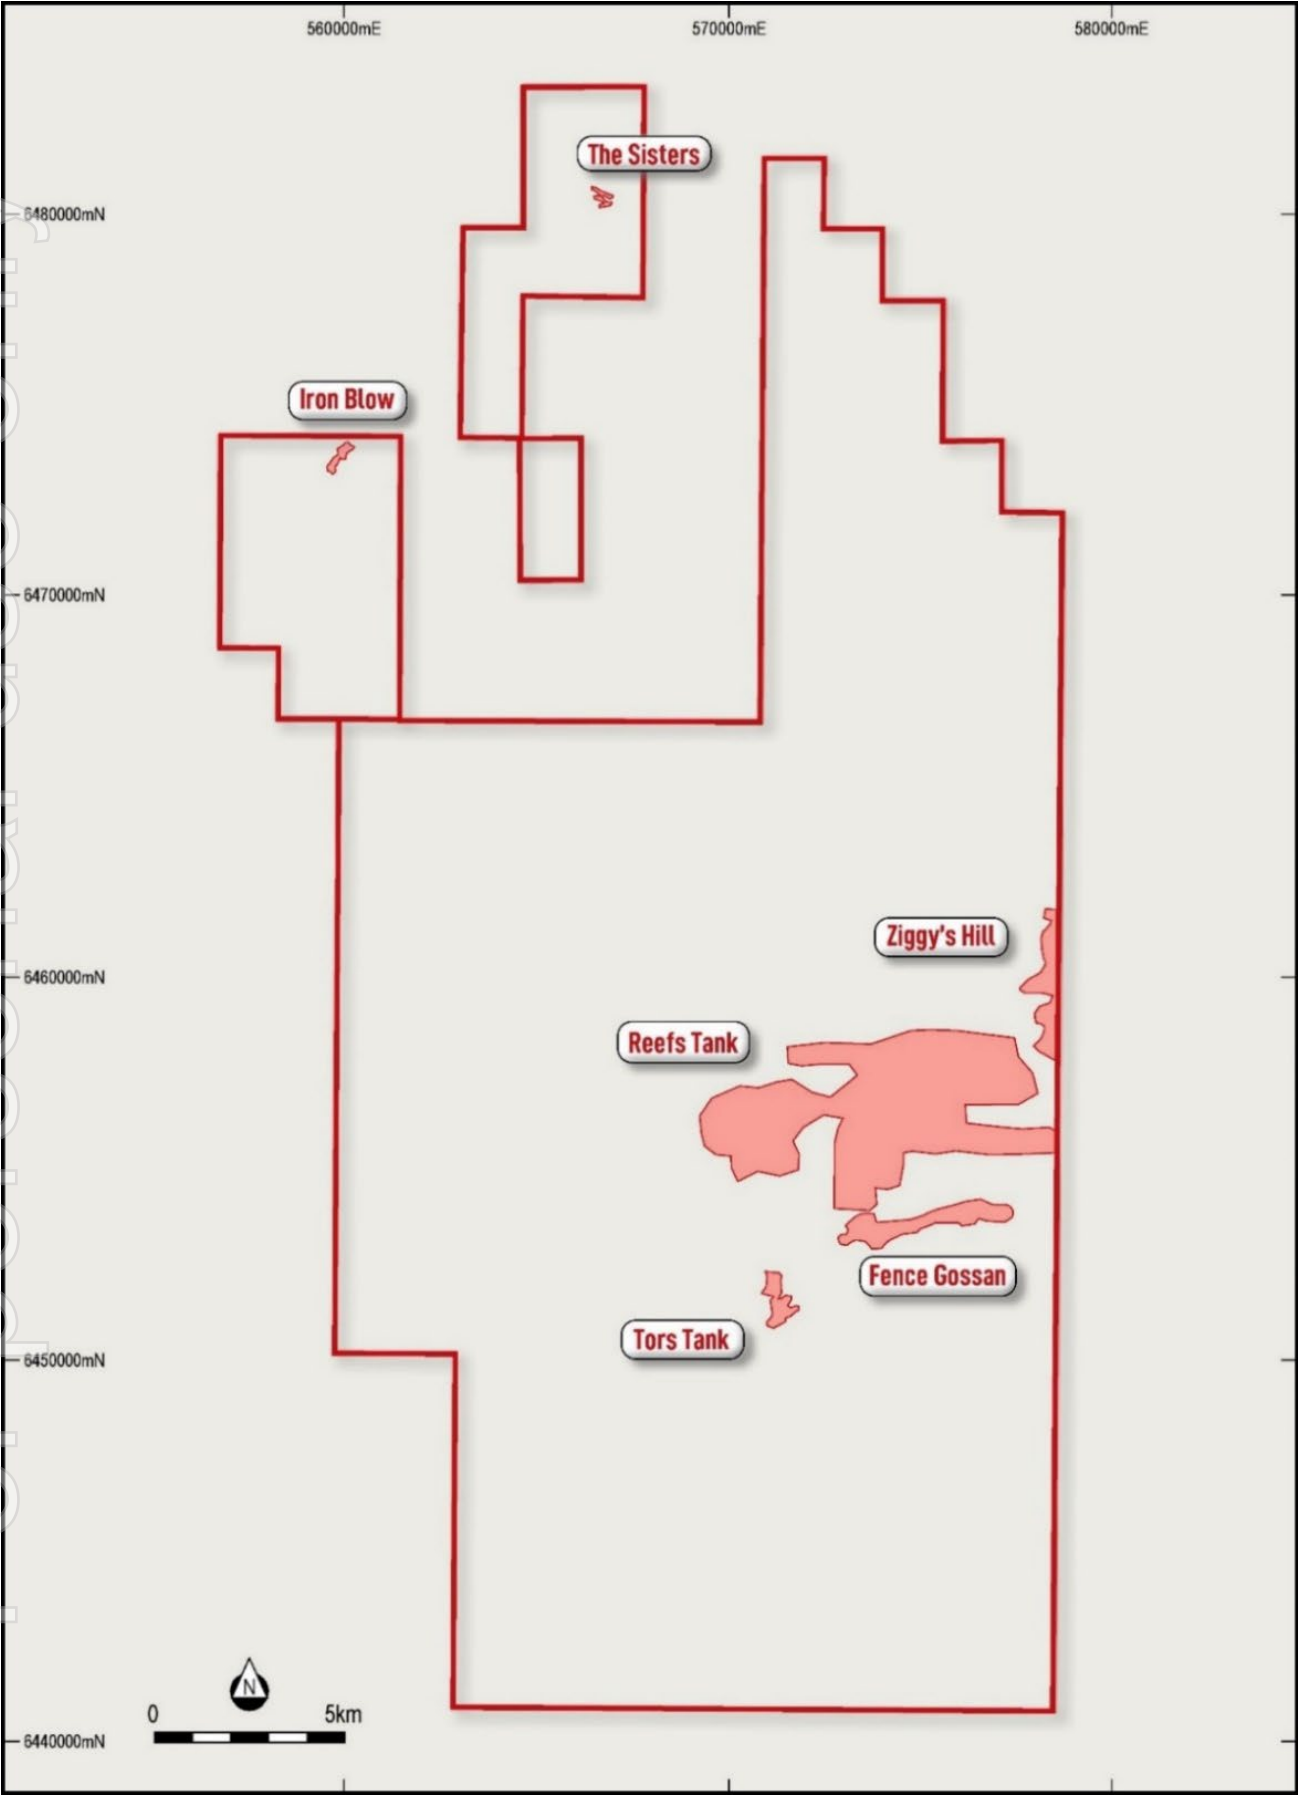 560000mE 570000mE 580000mE
The Sisters
6480000mN
Iron Blow
6470000mN
Ziggy's Hill
6460000mN
Reefs Tank
Fence Gossan
Tors Tank
6450000mN
N
0 5km
6440000mN